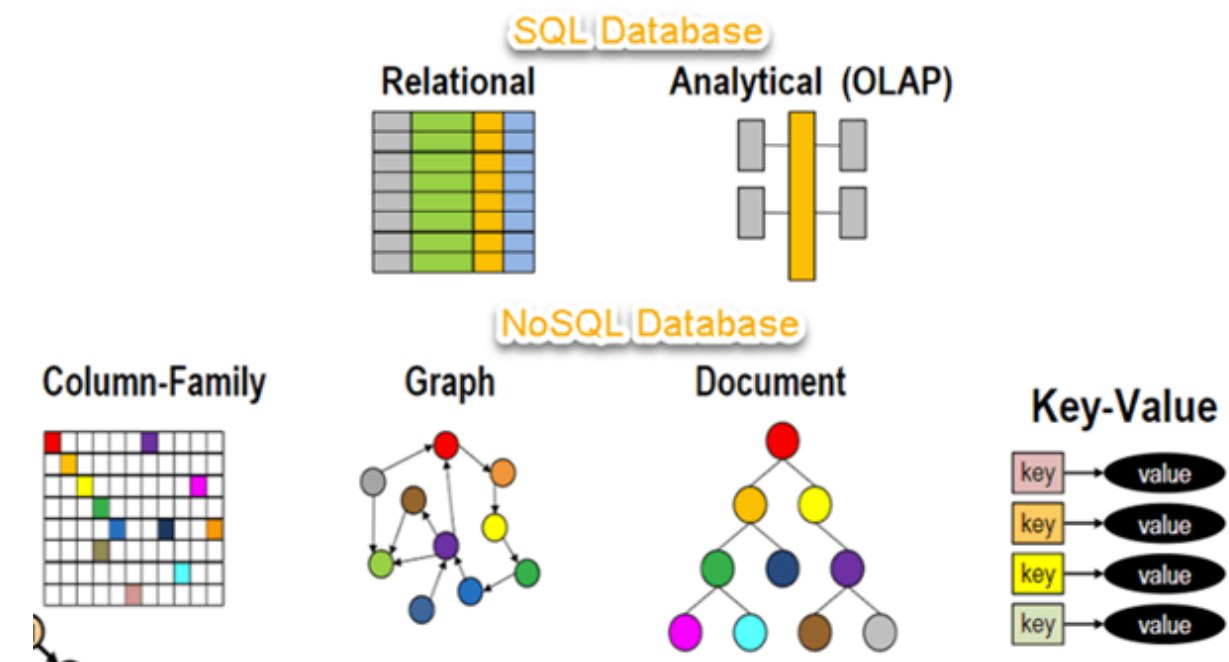 SQL Database
Relational
Analytical (OLAP)
NoSQL Database
Column-Family
Graph
Document
Key-Value
key value
key value
key value
key value